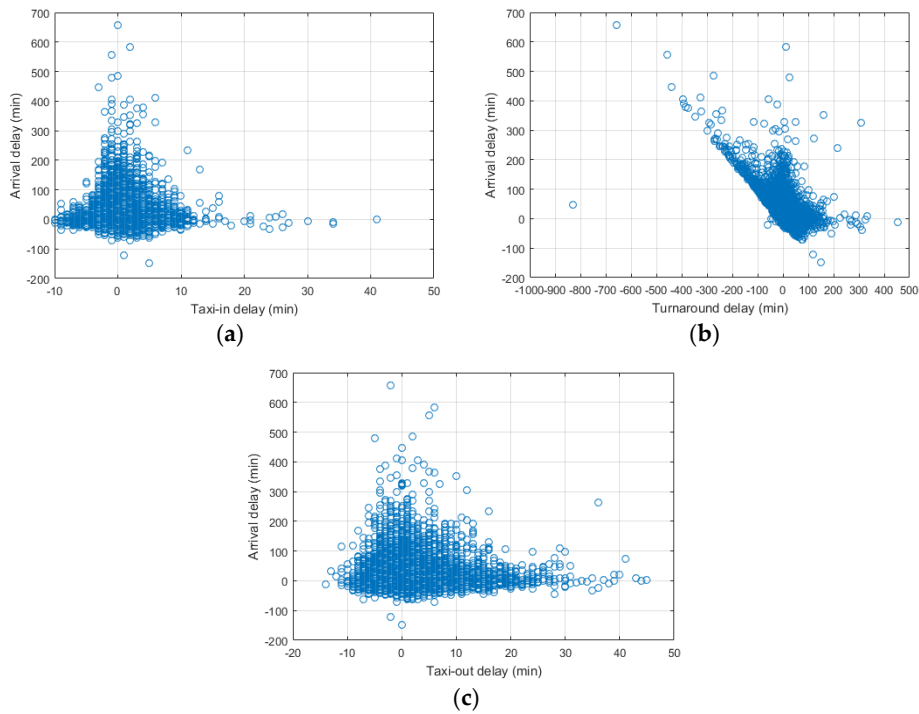 700
600
500
400
300
200
100
0
-100
-200
Arrival delay (min)
-10 0 10 20 30 40 50
Taxi-in delay (min)
(a)
700
600
500
400
300
200
100
0
-100
-200
Arrival delay (min)
-1000 -900 -800 -700 -600 -500 -400 -300 -200 -100 0 100 200 300 400 500
Turnaround delay (min)
(b)
700
600
500
400
300
200
100
0
-100
-200
Arrival delay (min)
-20 -10 0 10 20 30 40 50
Taxi-out delay (min)
(c)